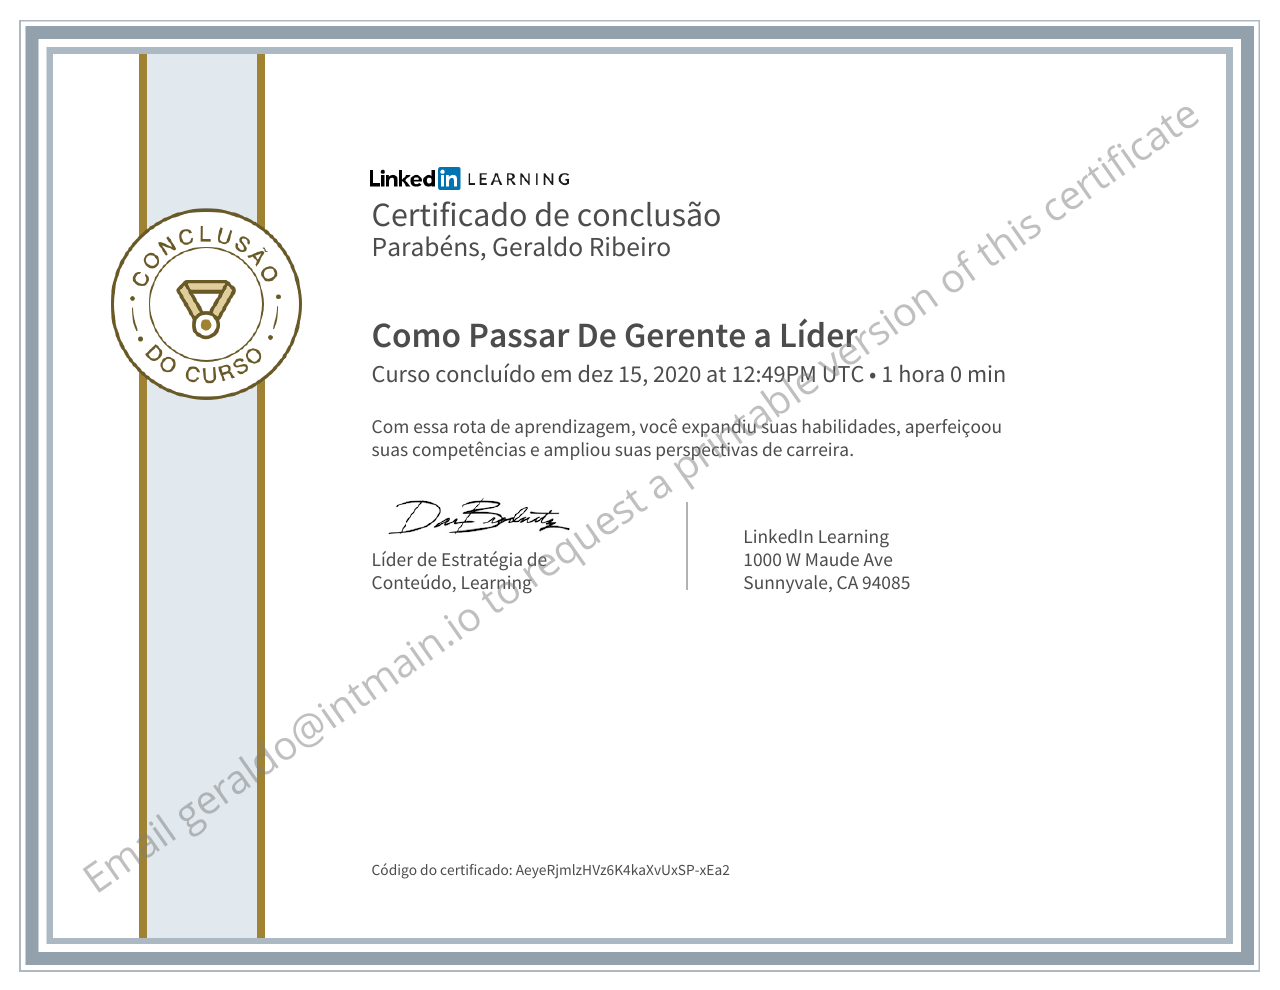 LinkedIn LEARNING
Certificado de conclusão
Parabéns, Geraldo Ribeiro
CONCLUSÃO
DO CURSO
Como Passar De Gerente a Líder
Curso concluído em dez 15, 2020 at 12:49PM UTC • 1 hora 0 min
Com essa rota de aprendizagem, você expandiu suas habilidades, aperfeiçoou
suas competências e ampliou suas perspectivas de carreira.
Líder de Estratégia de
Conteúdo, Learning
LinkedIn Learning
1000 W Maude Ave
Sunnyvale, CA 94085
Código do certificado: AeyeRjmlzHVz6K4kaXvUxSP-xEa2
Email geraldo@intmain.io to request a printable version of this certificate